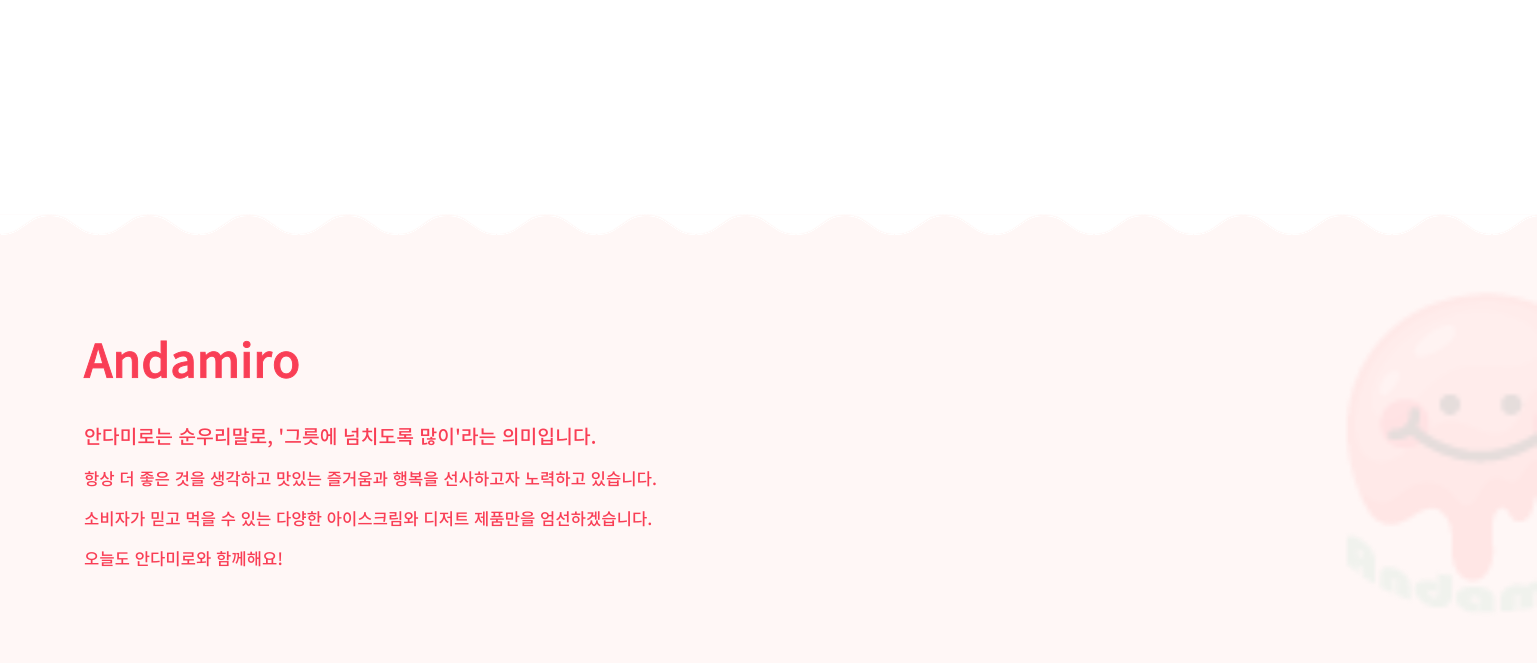 Andamiro
안다미로는 순우리말로, '그릇에 넘치도록 많이'라는 의미입니다.
항상 더 좋은 것을 생각하고 맛있는 즐거움과 행복을 선사하고자 노력하고 있습니다.
소비자가 믿고 먹을 수 있는 다양한 아이스크림와 디저트 제품만을 엄선하겠습니다.
오늘도 안다미로와 함께해요!
Andam